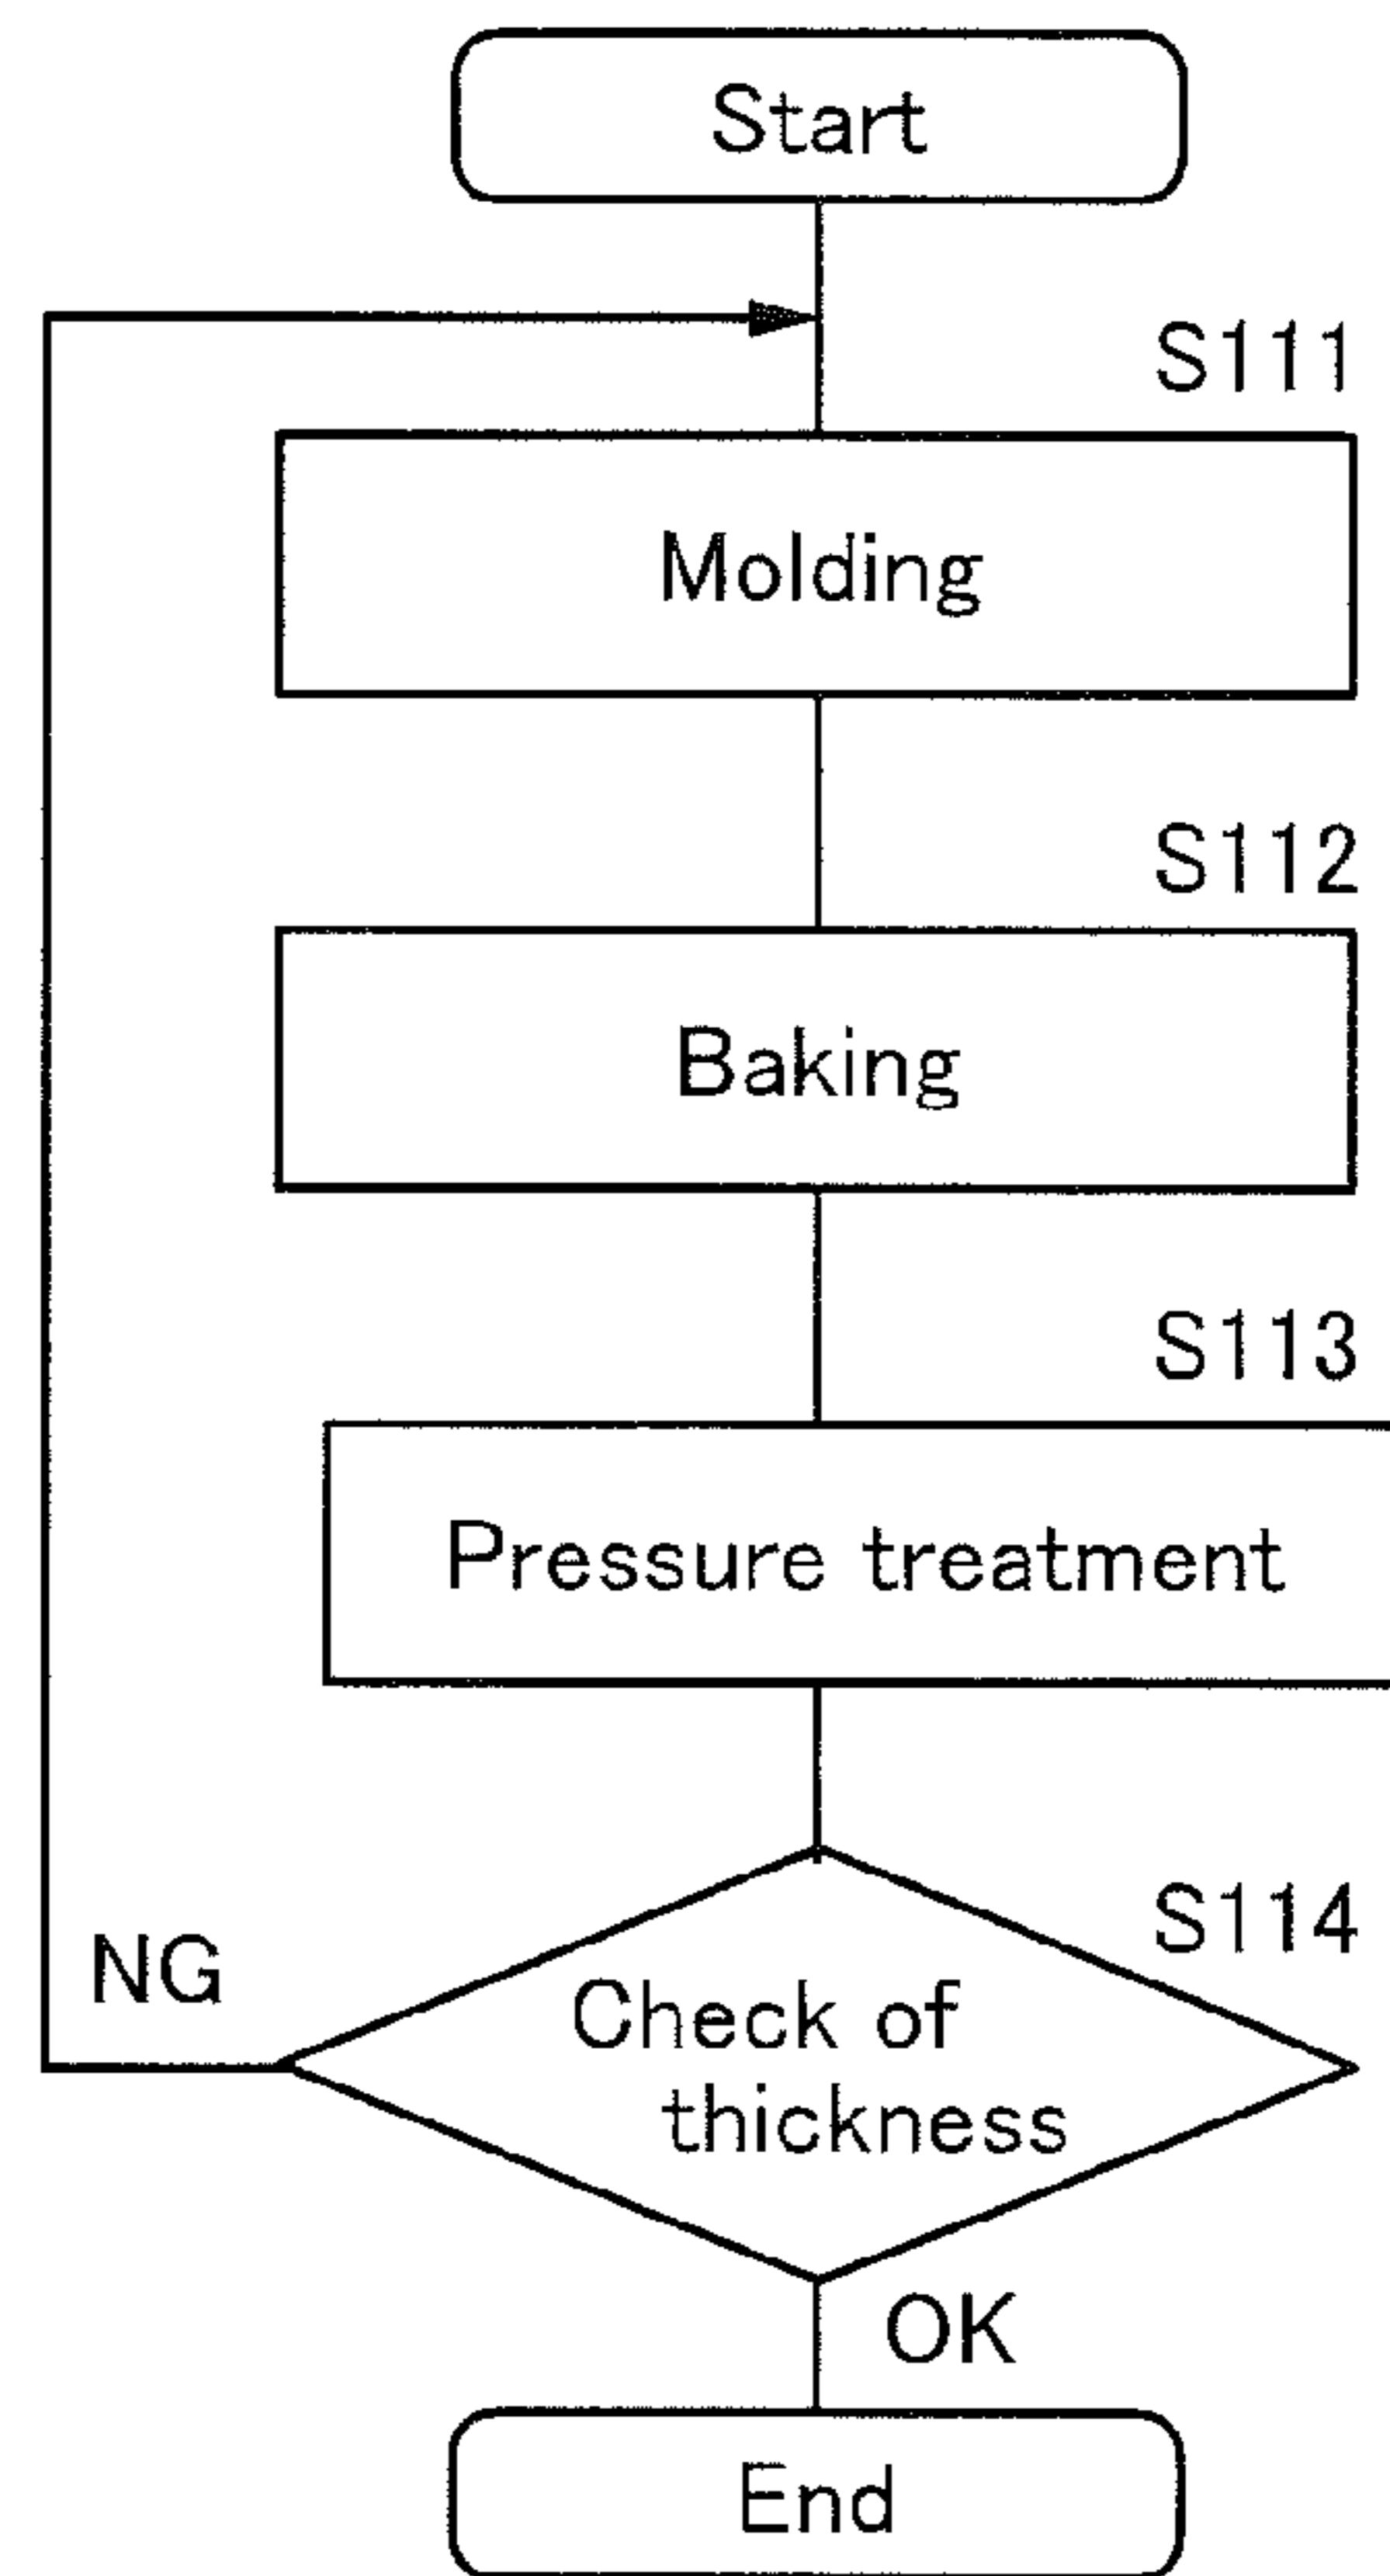 Start
S111
Molding
S112
Baking
S113
Pressure treatment
S114
NG
Check of
thickness
OK
End